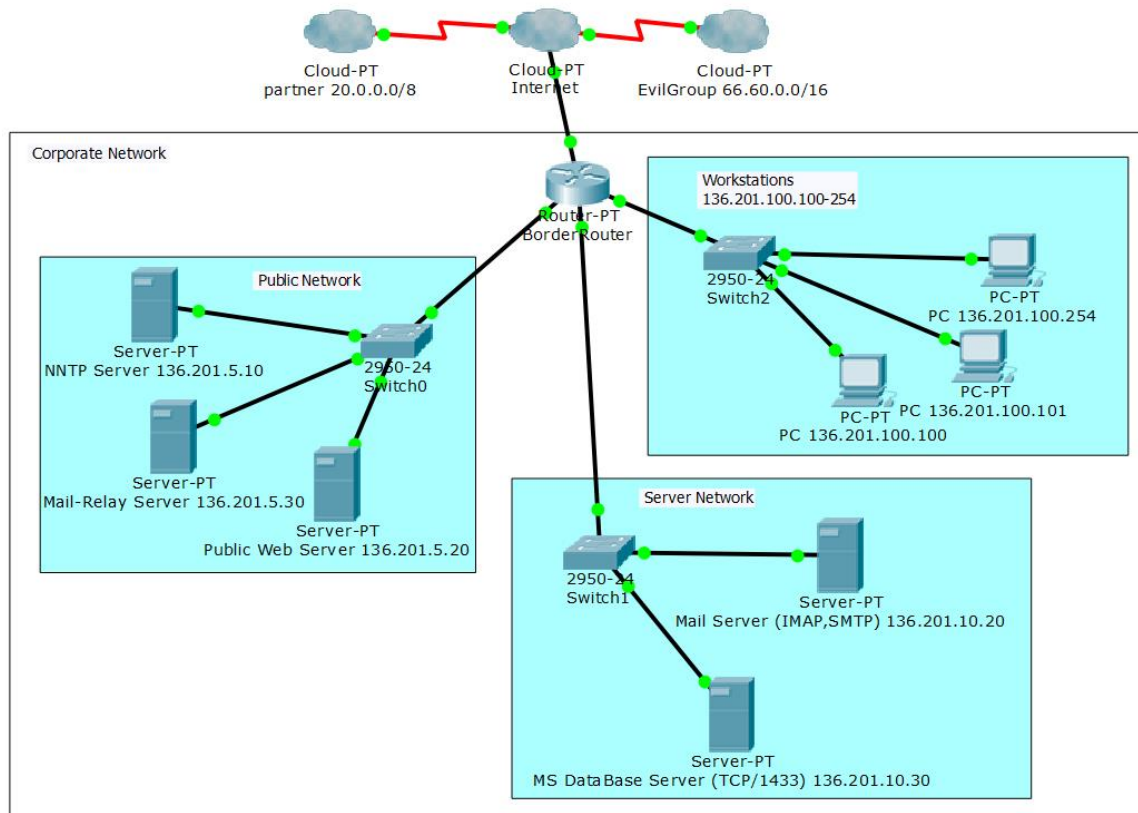 Cloud-PT
partner 20.0.0.0/8
Cloud-PT
Internet
Cloud-PT
EvilGroup 66.60.0.0/16
Corporate Network
Router-PT
BorderRouter
Workstations
136.201.100.100-254
2950-24
Switch2
PC-PT
PC 136.201.100.254
PC-PT
PC 136.201.100.101
PC-PT
PC 136.201.100.100
Public Network
Server-PT
NNTP Server 136.201.5.10
2950-24
Switch0
Server-PT
Mail-Relay Server 136.201.5.30
Server-PT
Public Web Server 136.201.5.20
Server Network
2950-24
Switch1
Server-PT
Mail Server (IMAP,SMTP) 136.201.10.20
Server-PT
MS DataBase Server (TCP/1433) 136.201.10.30